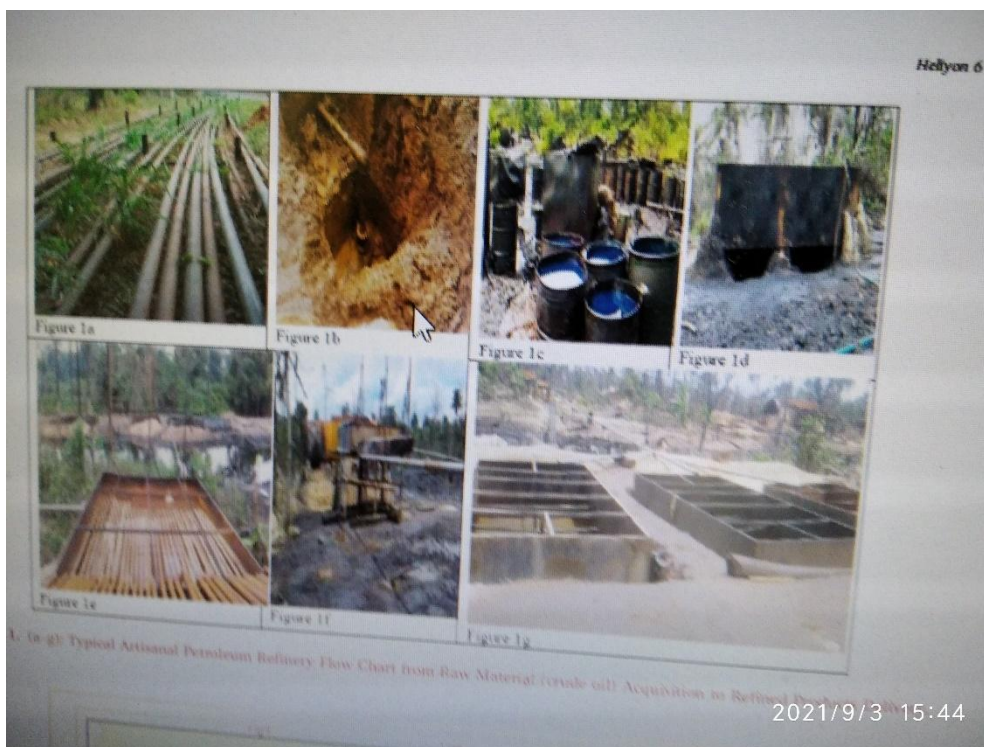 Heliyon 6
Figure 1a
Figure 1b
Figure 1c
Figure 1d
Figure 1e
Figure 1f
Figure 1g
1. (a-g): Typical Artisanal Petroleum Refinery Flow Chart from Raw Material (crude oil) Acquisition to Refined
2021/9/3 15:44